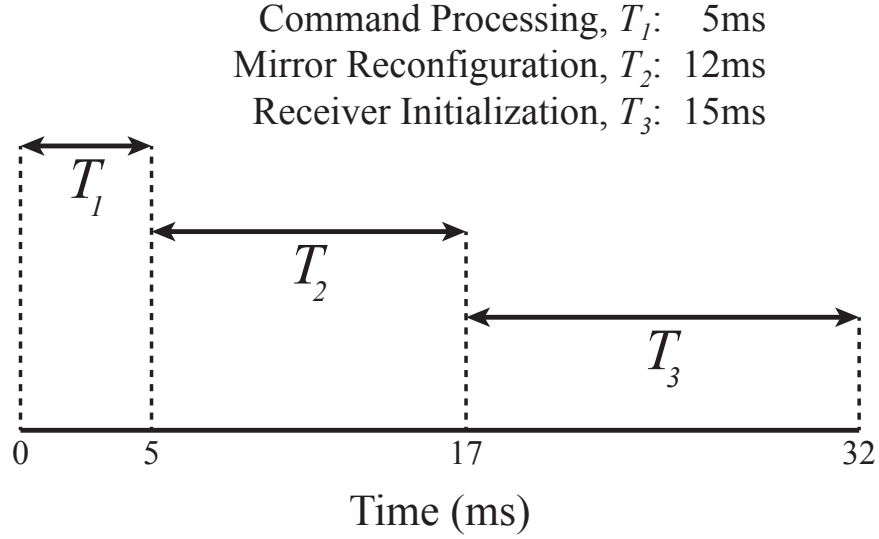 Command Processing, T1: 5ms
Mirror Reconfiguration, T2: 12ms
Receiver Initialization, T3: 15ms
T1
T2
T3
0 5 17 32
Time (ms)